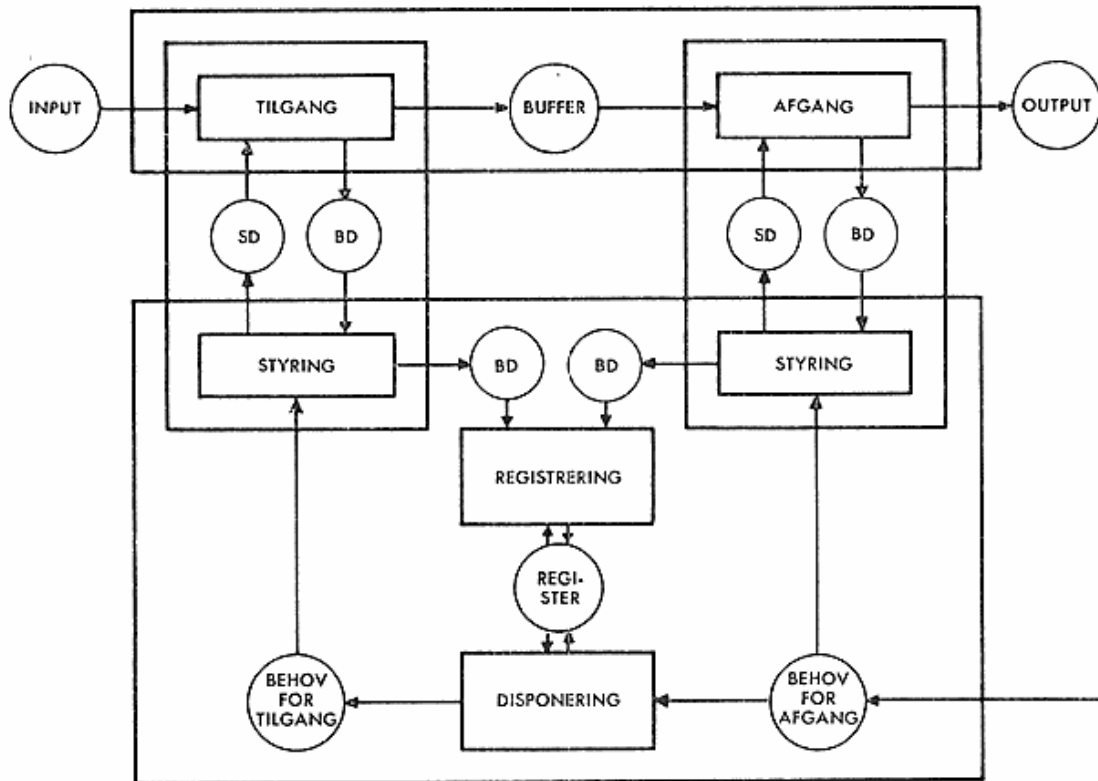 INPUT
TILGANG
BUFFER
AFGANG
OUTPUT
SD
BD
SD
BD
STYRING
BD
BD
STYRING
REGISTRERING
REGI-
STER
BEHOV
FOR
TILGANG
DISPONERING
BEHOV
FOR
AFGANG